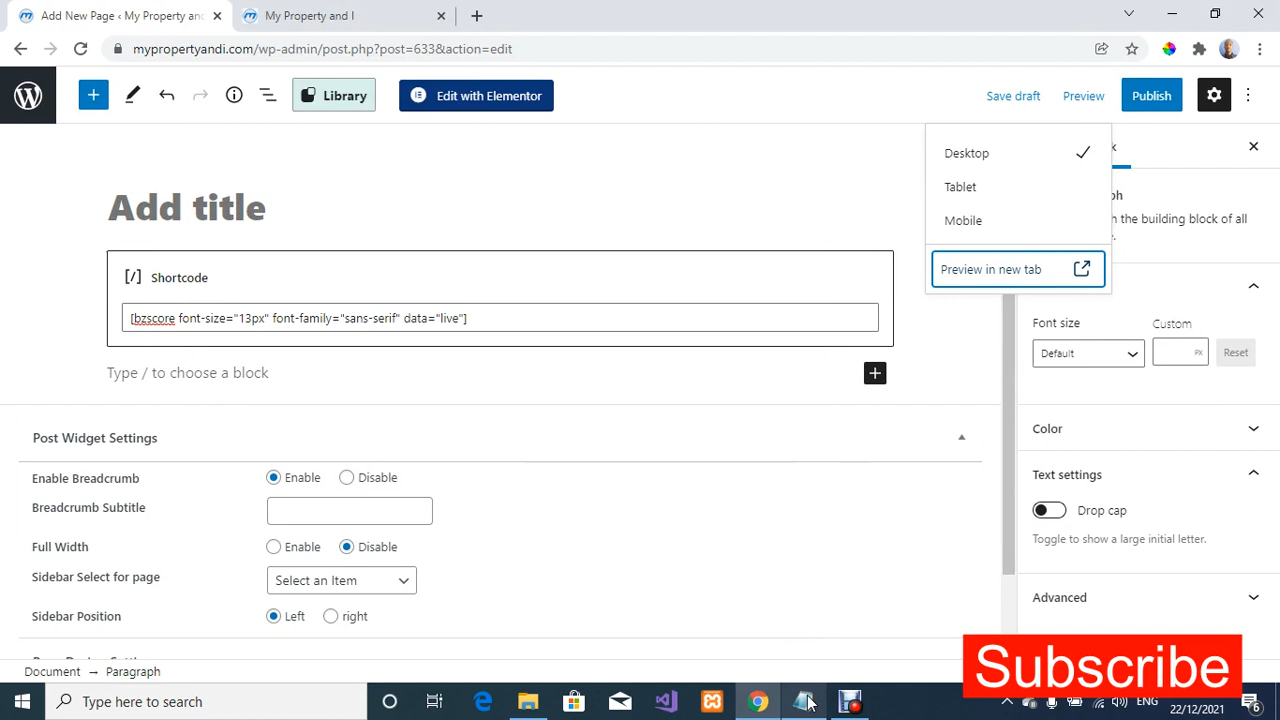 Add New Page ‹ My Property and
My Property and I
mypropertyandi.com/wp-admin/post.php?post=633&action=edit
Library
Edit with Elementor
Save draft
Preview
Publish
Desktop
Tablet
Mobile
Preview in new tab
Add title
[/] Shortcode
[bzscore font-size="13px" font-family="sans-serif" data="live"]
Type / to choose a block
Post Widget Settings
Enable Breadcrumb
Enable
Disable
Breadcrumb Subtitle
Full Width
Enable
Disable
Sidebar Select for page
Select an Item
Sidebar Position
Left
right
Document → Paragraph
the building block of all
Font size
Custom
Default
PX
Reset
Color
Text settings
Drop cap
Toggle to show a large initial letter.
Advanced
Subscribe
Type here to search
ENG
22/12/2021
6